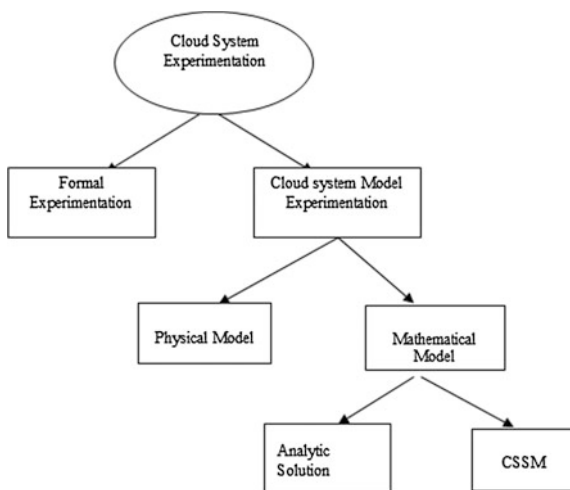 Cloud System
Experimentation
Formal
Experimentation
Cloud system Model
Experimentation
Physical Model
Mathematical
Model
Analytic
Solution
CSSM